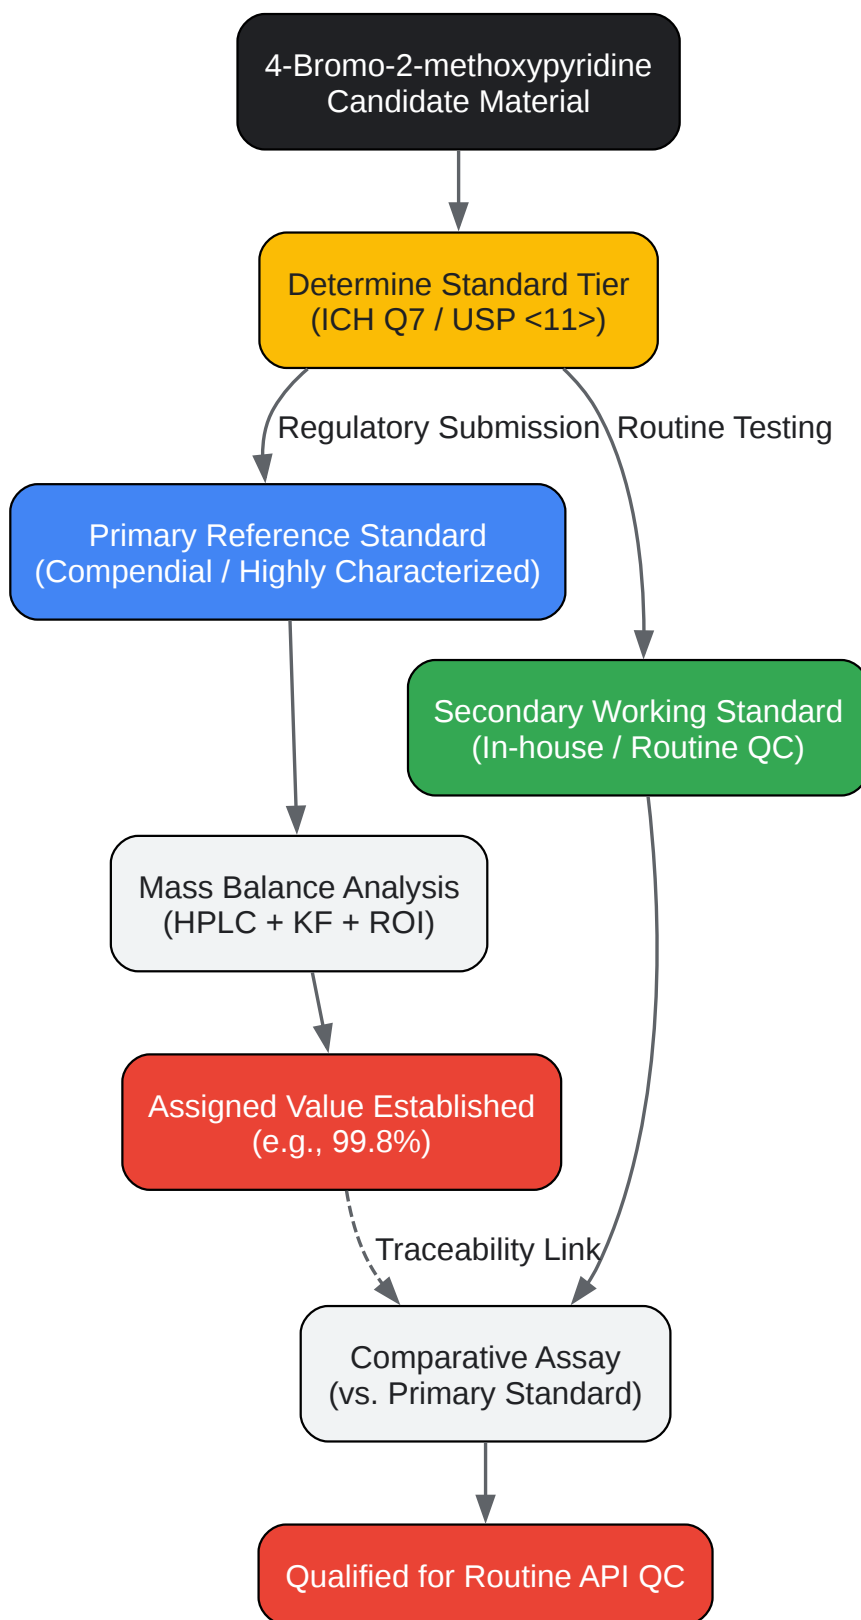 4-Bromo-2-methoxypyridine
Candidate Material
Determine Standard Tier
(ICH Q7 / USP <11>)
Regulatory Submission
Routine Testing
Primary Reference Standard
(Compendial / Highly Characterized)
Secondary Working Standard
(In-house / Routine QC)
Mass Balance Analysis
(HPLC + KF + ROI)
Assigned Value Established
(e.g., 99.8%)
Traceability Link
Comparative Assay
(vs. Primary Standard)
Qualified for Routine API QC